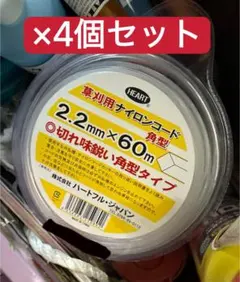 ×4個セット
HEART
草刈用ナイロンコード
角型
2.2mm×60m
切れ味鋭い角型タイプ
株式会社 ハートフル・ジャパン